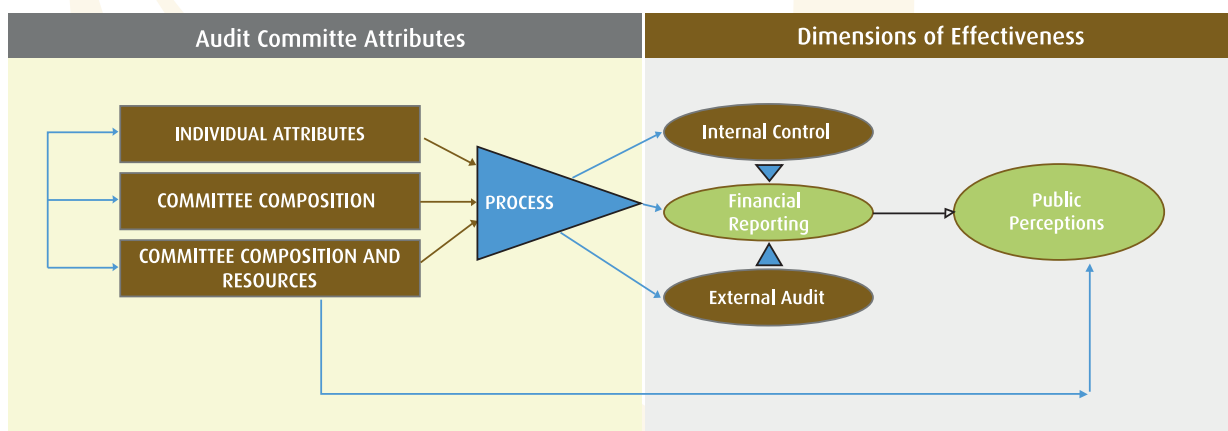 Audit Committe Attributes
Dimensions of Effectiveness
INDIVIDUAL ATTRIBUTES
COMMITTEE COMPOSITION
COMMITTEE COMPOSITION AND
RESOURCES
PROCESS
Internal Control
Financial
Reporting
External Audit
Public
Perceptions